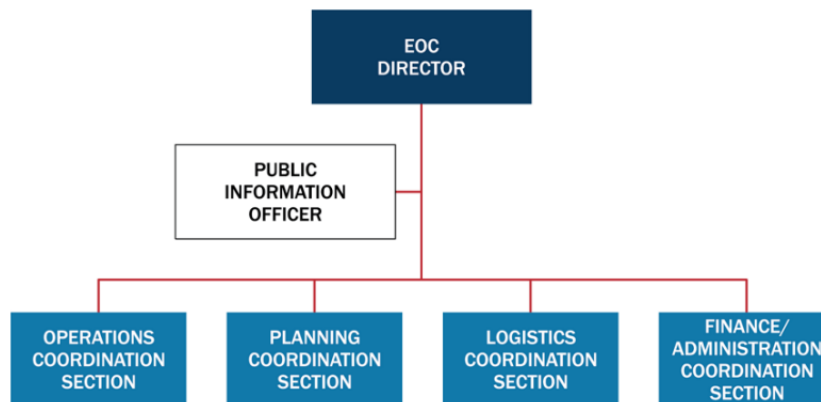 EOC
DIRECTOR
PUBLIC
INFORMATION
OFFICER
OPERATIONS
COORDINATION
SECTION
PLANNING
COORDINATION
SECTION
LOGISTICS
COORDINATION
SECTION
FINANCE/
ADMINISTRATION
COORDINATION
SECTION